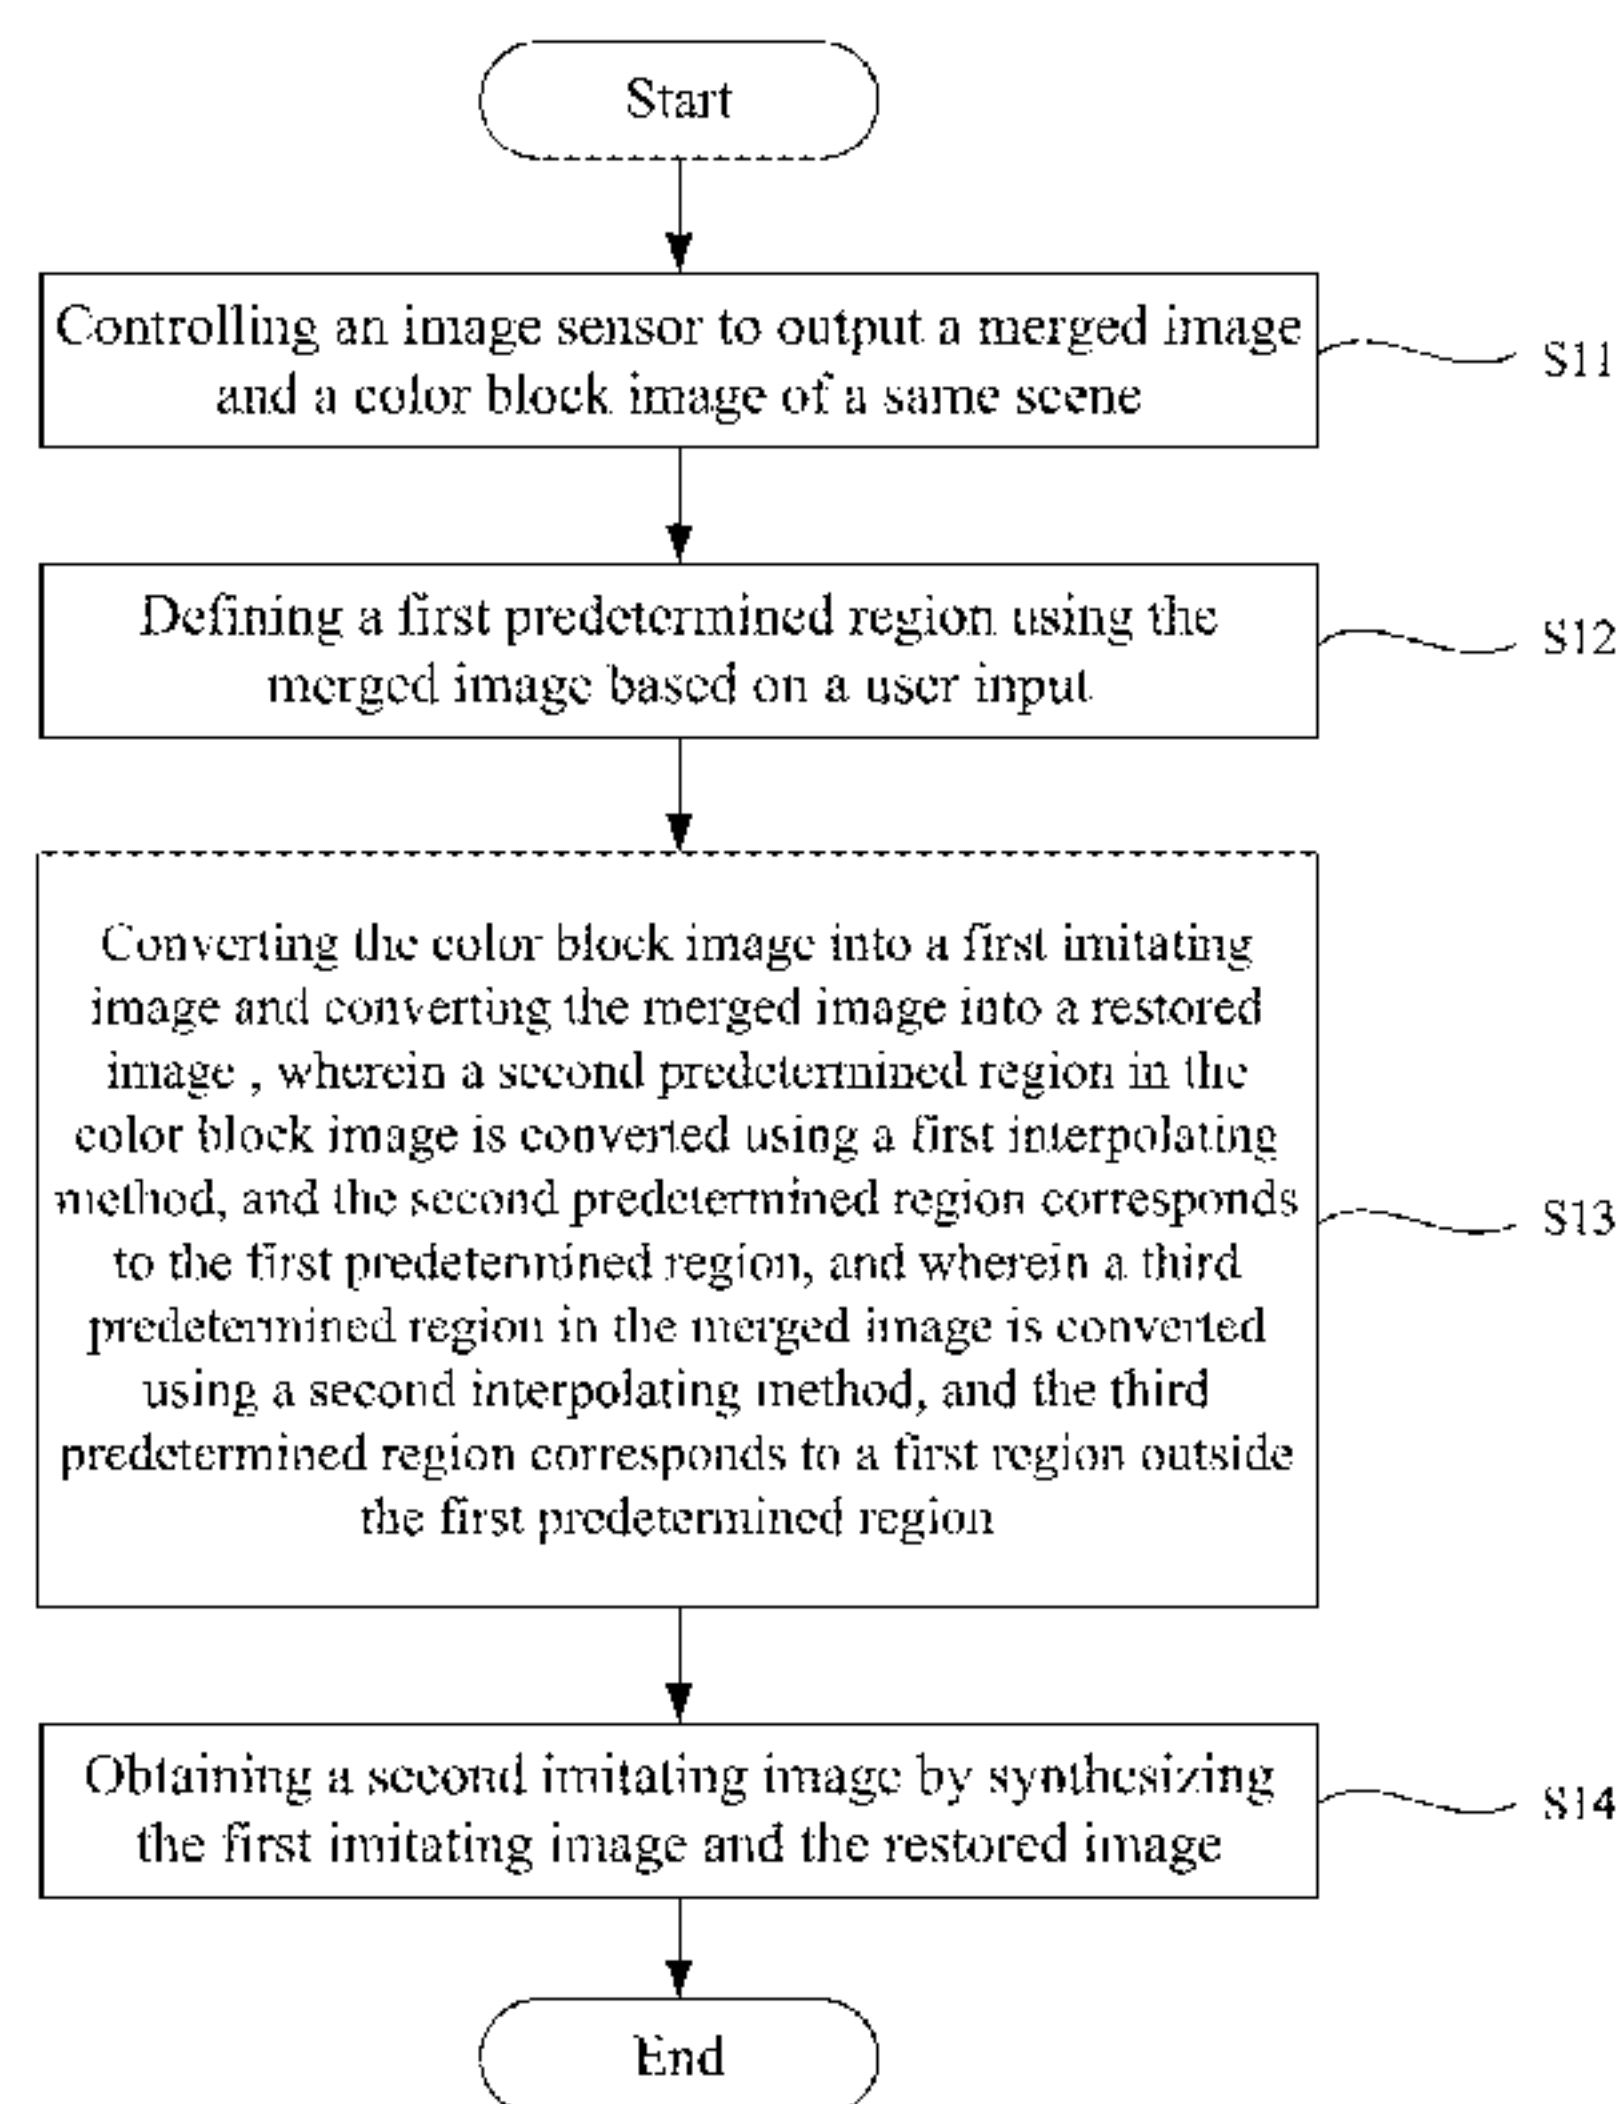 Start
Controlling an image sensor to output a merged image
and a color block image of a same scene
S11
Defining a first predetermined region using the
merged image based on a user input
S12
Converting the color block image into a first imitating
image and converting the merged image into a restored
image , wherein a second predetermined region in the
color block image is converted using a first interpolating
method, and the second predetermined region corresponds
to the first predetermined region, and wherein a third
predetermined region in the merged image is converted
using a second interpolating method, and the third
predetermined region corresponds to a first region outside
the first predetermined region
S13
Obtaining a second imitating image by synthesizing
the first imitating image and the restored image
S14
End